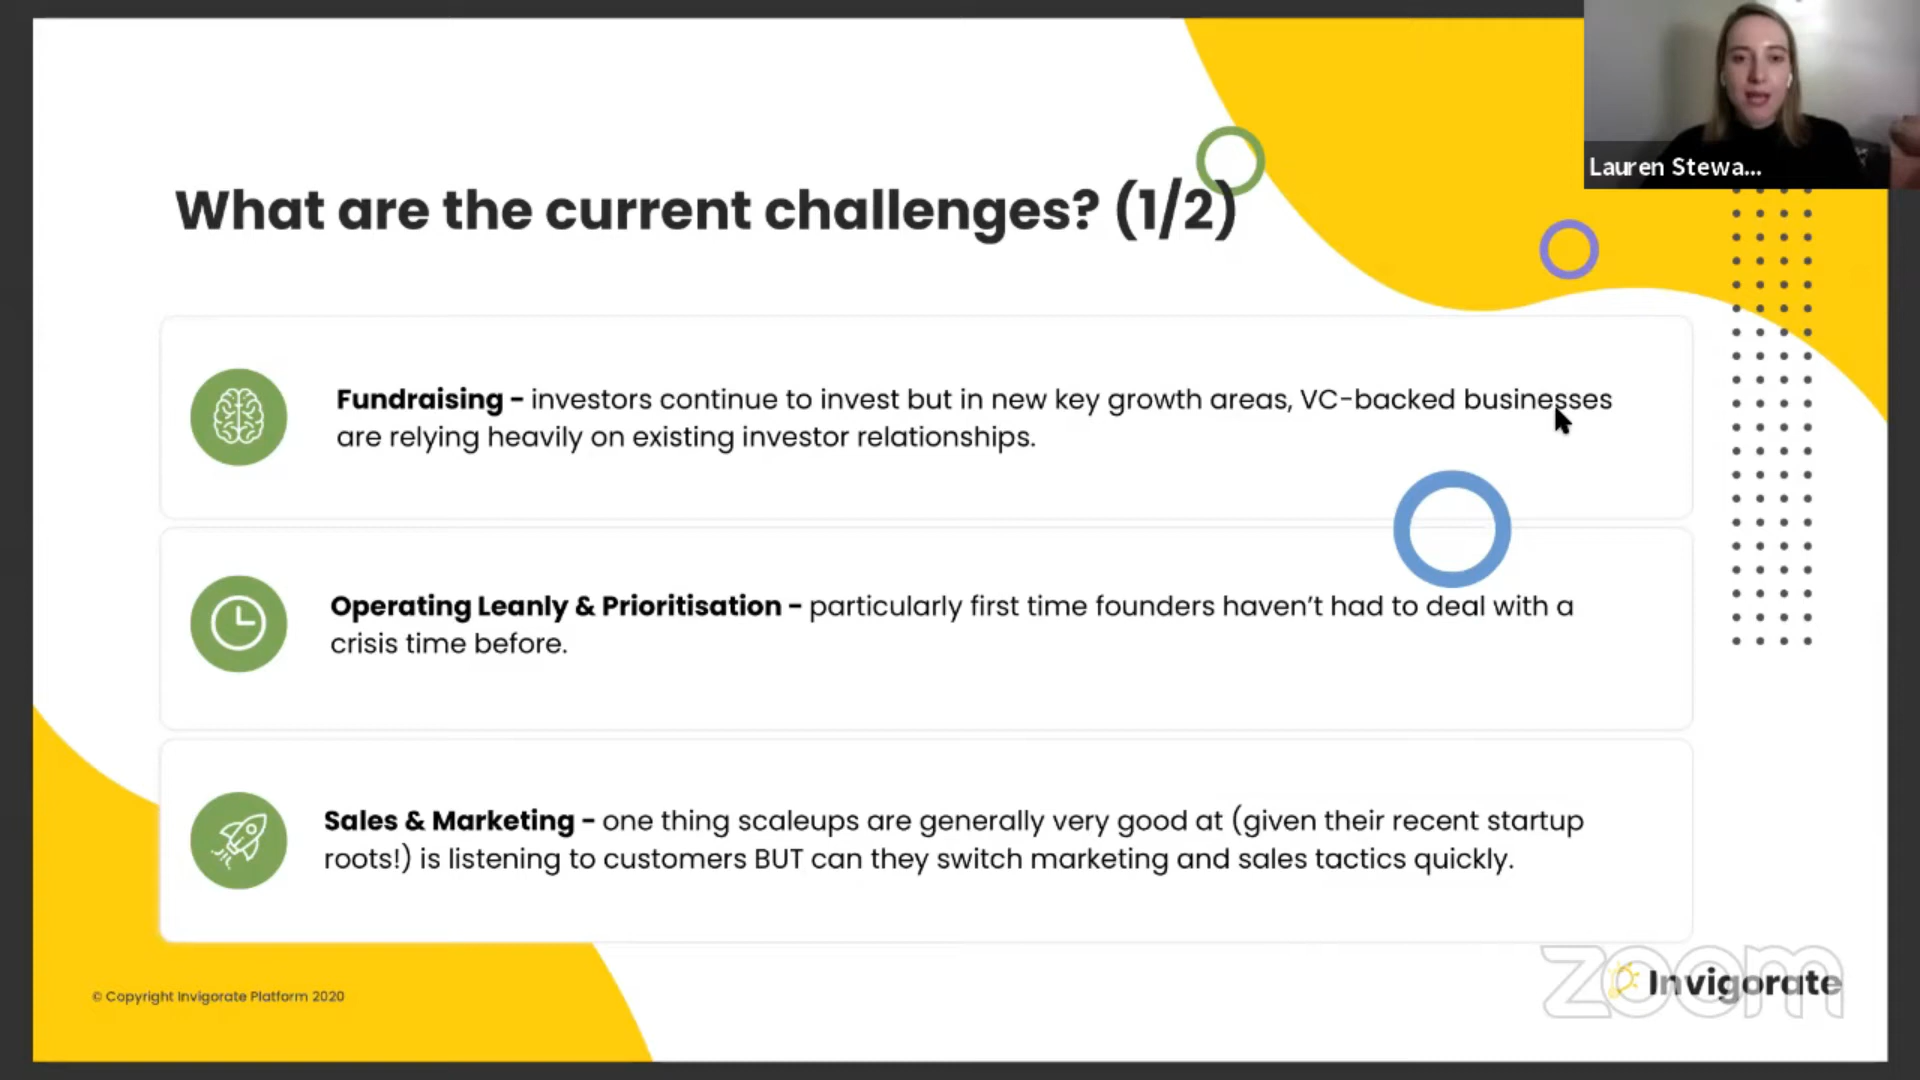 Lauren Stewa...
What are the current challenges? (1/2)
Fundraising - investors continue to invest but in new key growth areas, VC-backed businesses
are relying heavily on existing investor relationships.
Operating Leanly & Prioritisation - particularly first time founders haven't had to deal with a
crisis time before.
Sales & Marketing - one thing scaleups are generally very good at (given their recent startup
roots!) is listening to customers BUT can they switch marketing and sales tactics quickly.
© Copyright Invigorate Platform 2020
zoom
Invigorate